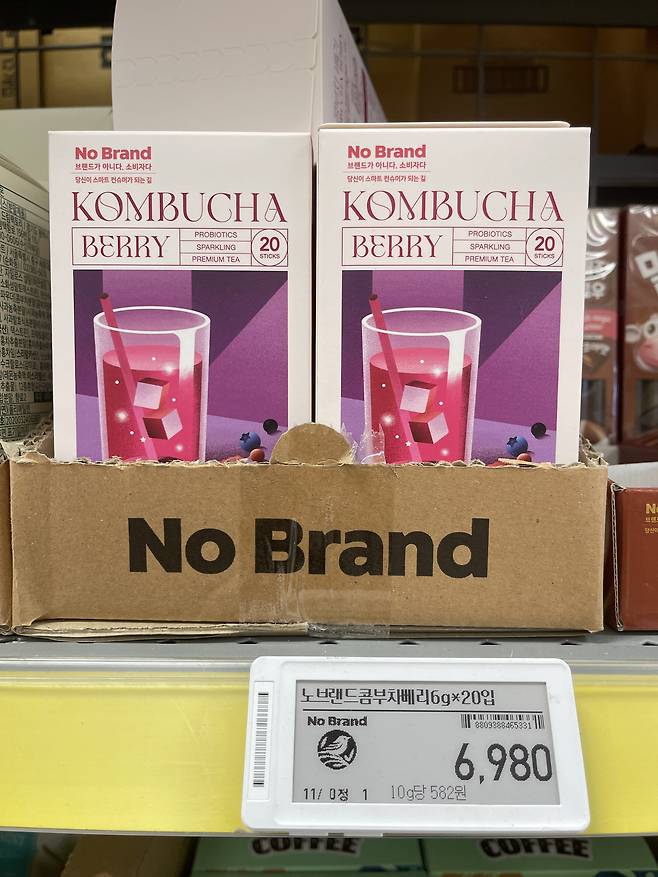 No Brand
브랜드가 아니다. 소비자다
당신이 스마트 컨슈머가 되는 길
KOMBUCHA
BERRY
PROBIOTICS
SPARKLING
PREMIUM TEA
20
STICKS
No Brand
브랜드가 아니다. 소비자다
당신이 스마트 컨슈머가 되는 길
KOMBUCHA
BERRY
PROBIOTICS
SPARKLING
PREMIUM TEA
20
STICKS
No Brand
노브랜드콤부차베리6g*20입
No Brand
8809388465331
6,980
11/ 0정 1
10g당 582원
COFFEE
COFFEE